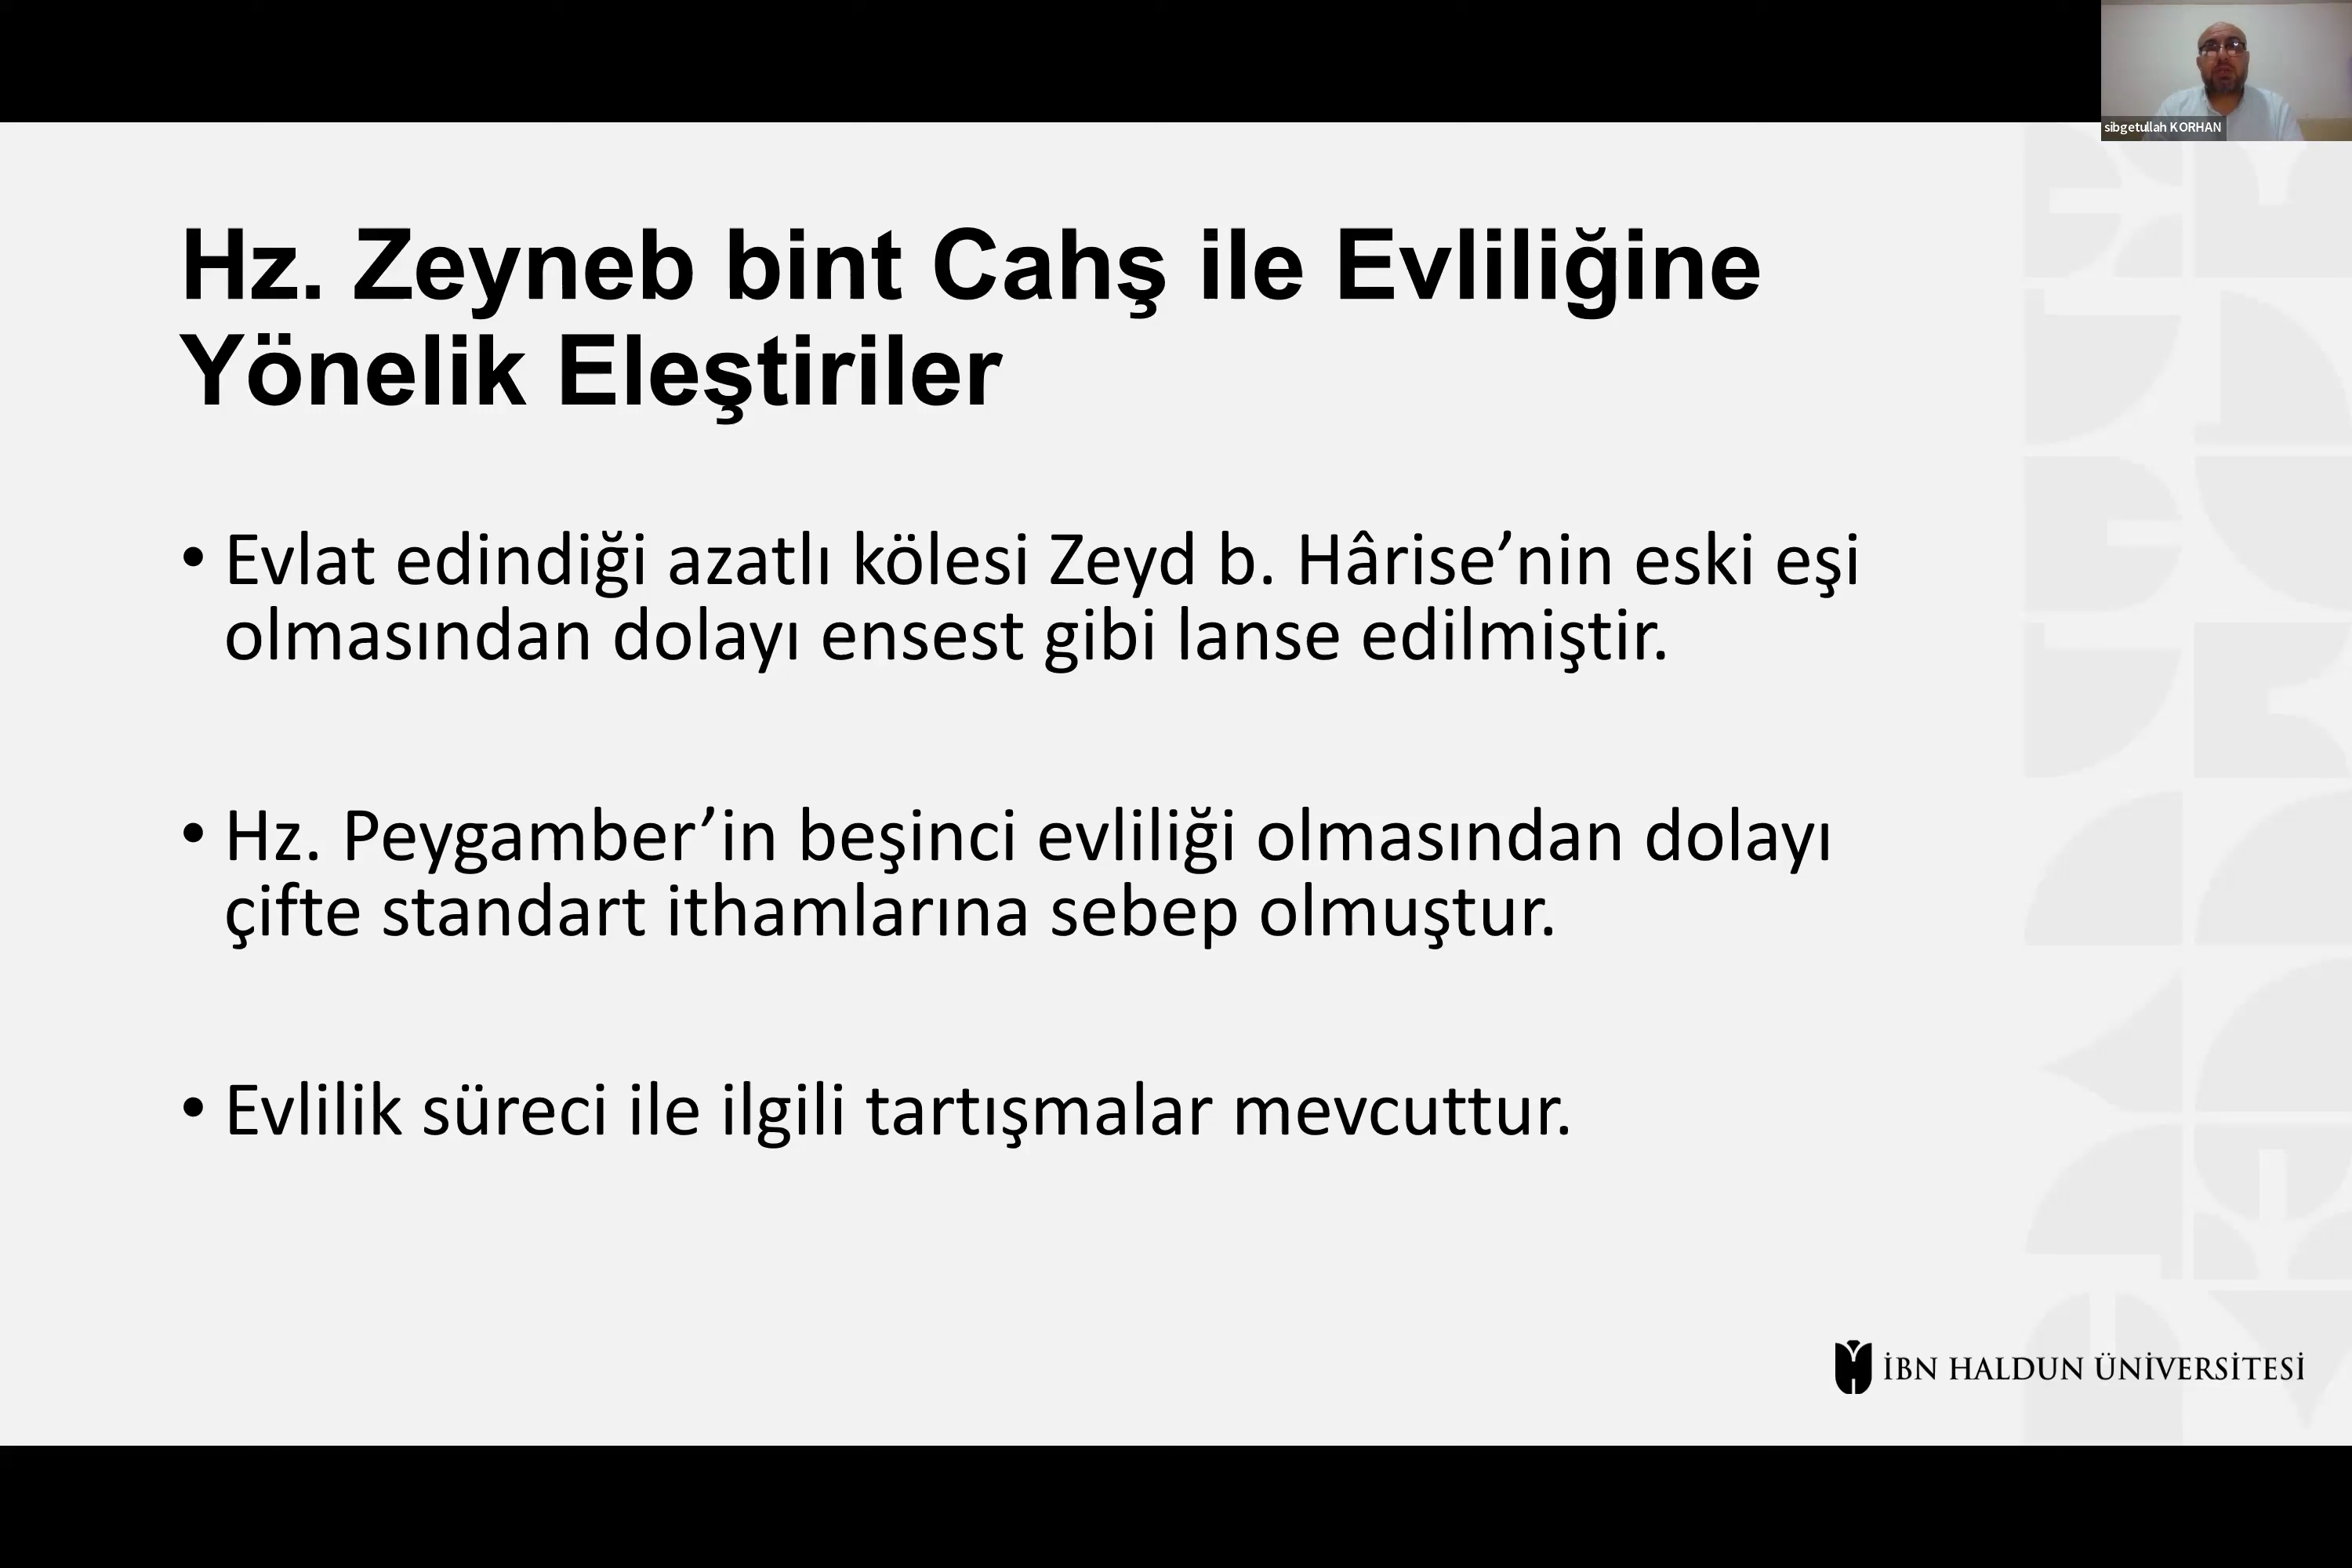 sibgetullah KORHAN
Hz. Zeyneb bint Cahş ile Evliliğine
Yönelik Eleştiriler
• Evlat edindiği azatlı kölesi Zeyd b. Hârise’nin eski eşi
olmasından dolayı ensest gibi lanse edilmiştir.
• Hz. Peygamber’in beşinci evliliği olmasından dolayı
çifte standart ithamlarına sebep olmuştur.
• Evlilik süreci ile ilgili tartışmalar mevcuttur.
İBN HALDUN ÜNİVERSİTESİ